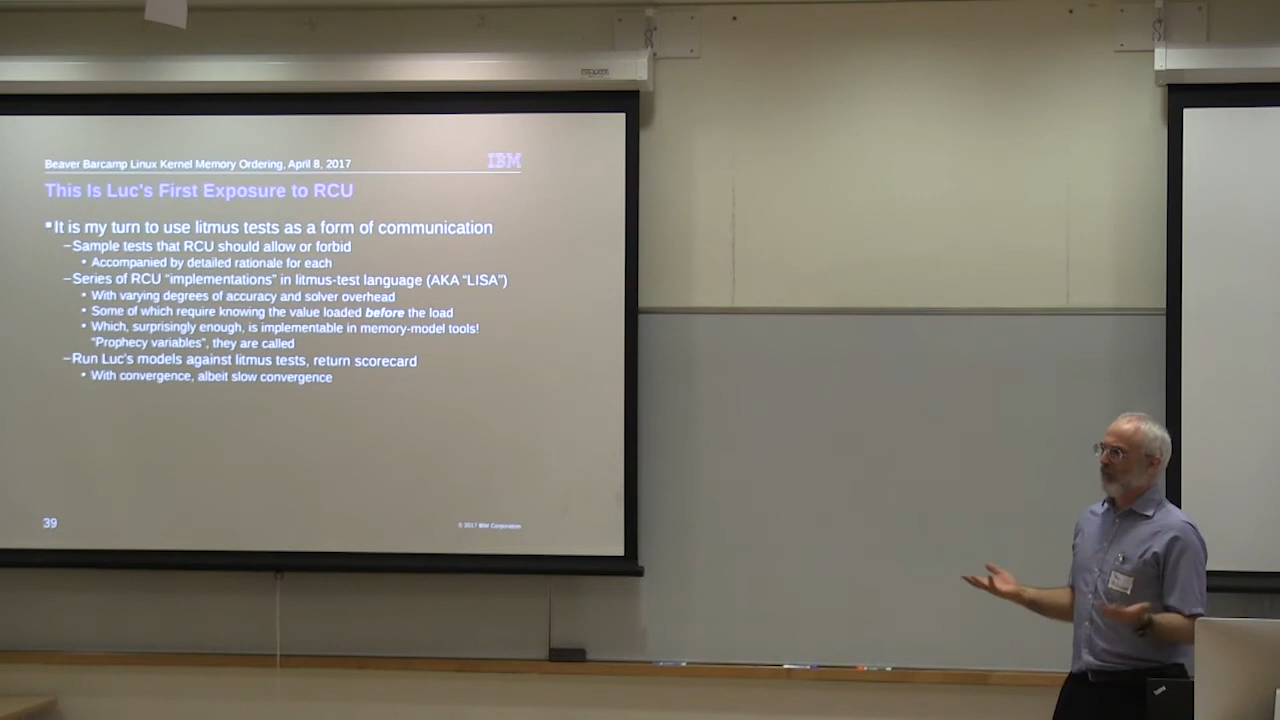 Beaver Barcamp Linux Kernel Memory Ordering, April 8, 2017
IBM
This Is Luc's First Exposure to RCU
▪It is my turn to use litmus tests as a form of communication
–Sample tests that RCU should allow or forbid
• Accompanied by detailed rationale for each
–Series of RCU “implementations” in litmus-test language (AKA “LISA”)
• With varying degrees of accuracy and solver overhead
• Some of which require knowing the value loaded before the load
• Which, surprisingly enough, is implementable in memory-model tools!
“Prophecy variables”, they are called
–Run Luc's models against litmus tests, return scorecard
• With convergence, albeit slow convergence
39
© 2017 IBM Corporation